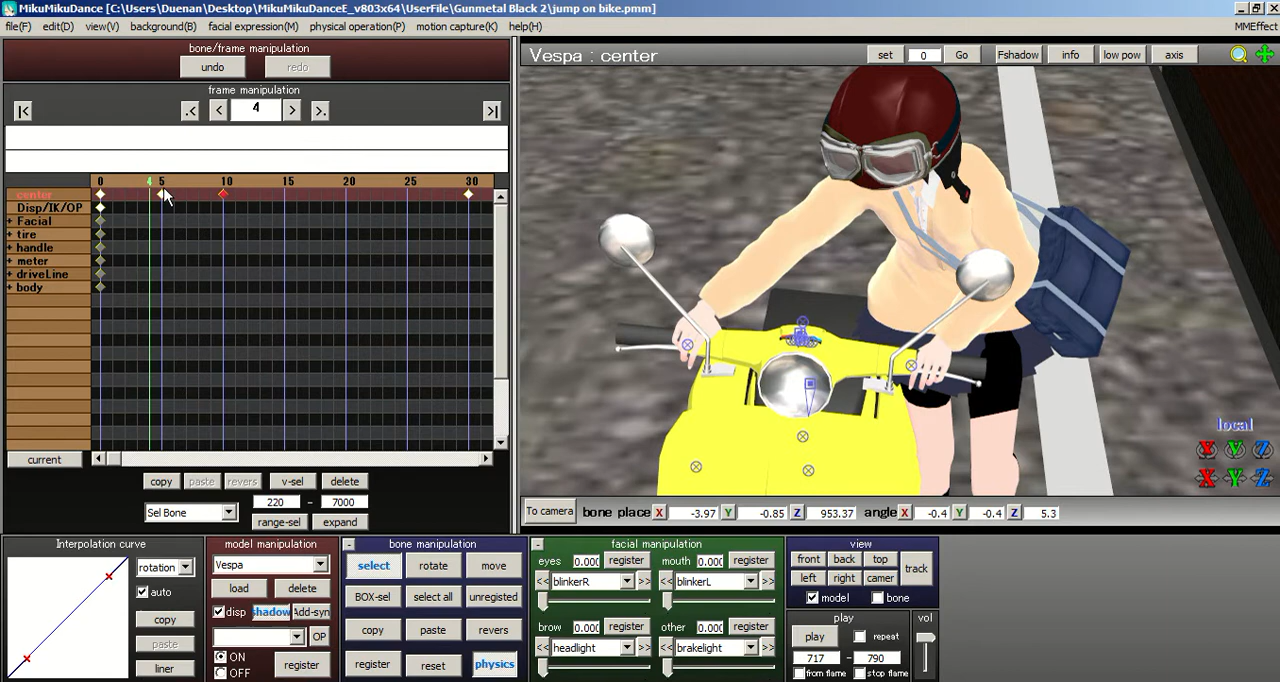 MikuMikuDance [C:\Users\Duenan\Desktop\MikuMikuDanceE_v803x64\UserFile\Gunmetal Black 2\jump on bike.pmm]
file(F) edit(D) view(V) background(B) facial expression(M) physical operation(P) motion capture(K) help(H) MMEffect
bone/frame manipulation
undo redo
frame manipulation
|< .< < 4 > >. >|
0 4 5 10 15 20 25 30
center
Disp/IK/OP
+ Facial
+ tire
+ handle
+ meter
+ driveLine
+ body
current
copy paste revers v-sel delete
Sel Bone 220 - 7000
range-sel expand
Vespa : center set 0 Go Fshadow info low pow axis
local
X Y Z
X Y Z
To camera bone place X -3.97 Y -0.85 Z 953.37 angle X -0.4 Y -0.4 Z 5.3
Interpolation curve
rotation
auto
copy
paste
liner
model manipulation
Vespa
load delete
disp shadow Add-syn
OP
ON
OFF
register
- bone manipulation
select rotate move
BOX-sel select all unregisted
copy paste revers
register reset physics
- facial manipulation
eyes 0.000 register mouth 0.000 register
<< blinkerR >> << blinkerL >>
brow 0.000 register other 0.000 register
<< headlight >> << brakelight >>
view
front back top
left right camer track
model bone
play
play repeat
717 - 790
from flame stop flame
vol